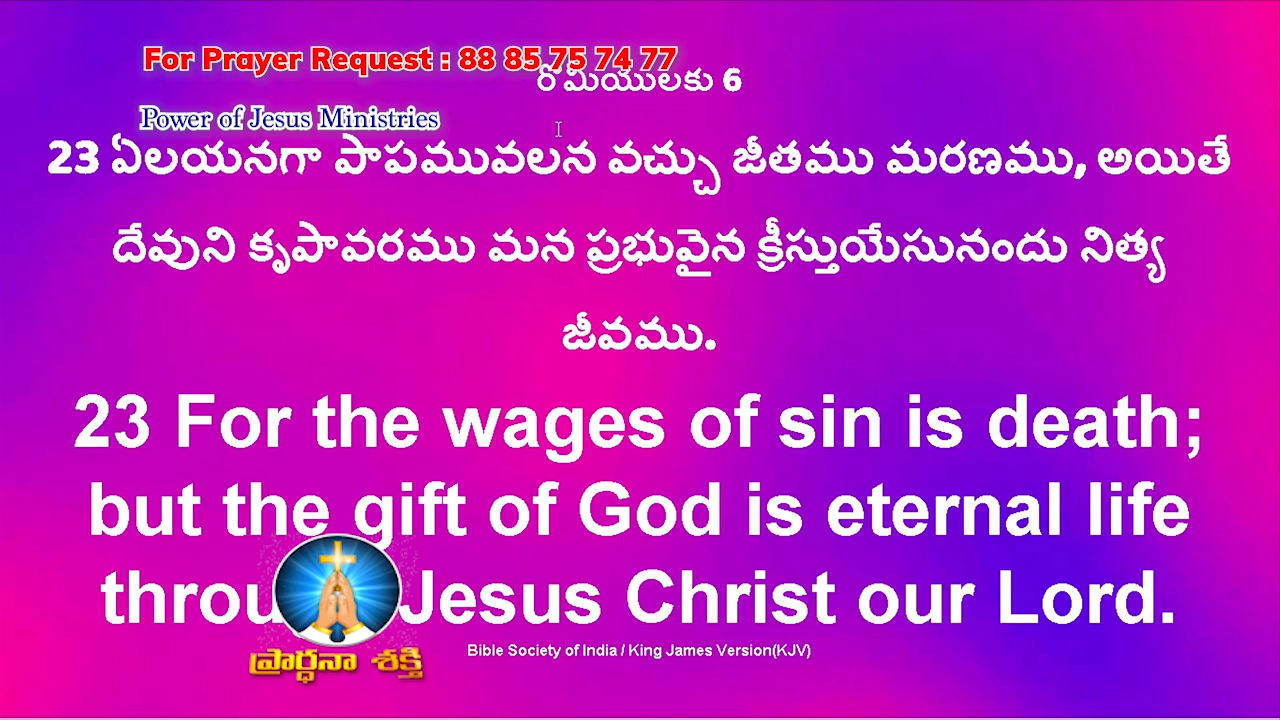 For Prayer Request : 88 85 75 74 77
రోమీయులకు 6
Power of Jesus Ministries
23 ఏలయనగా పాపమువలన వచ్చు జీతము మరణము, అయితే
దేవుని కృపావరము మన ప్రభువైన క్రీస్తుయేసునందు నిత్య
జీవము.
23 For the wages of sin is death;
but the gift of God is eternal life
throu Jesus Christ our Lord.
ప్రార్ధనా శక్తి
Bible Society of India / King James Version(KJV)